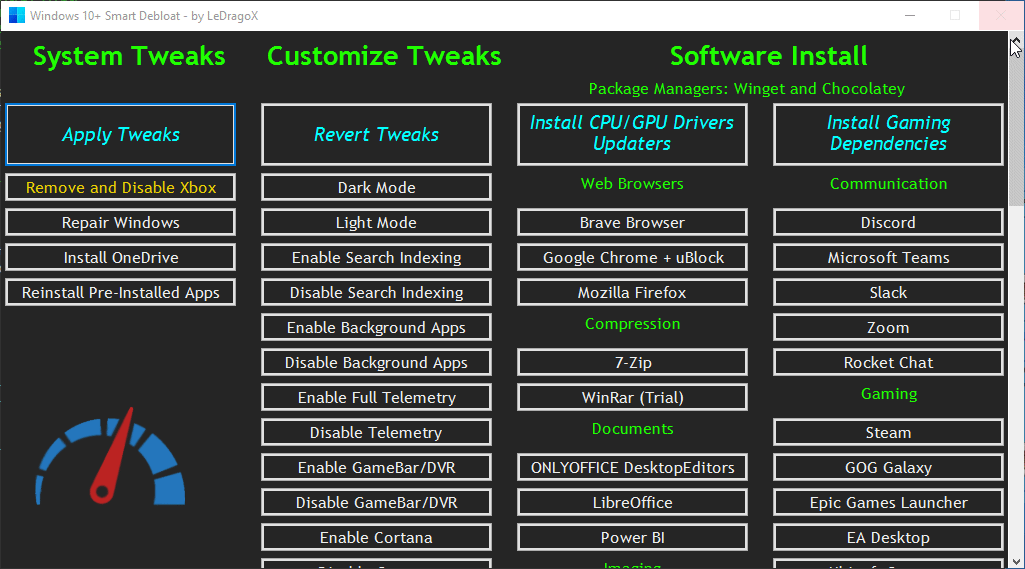 Windows 10+ Smart Debloat - by LeDragoX
System Tweaks
Customize Tweaks
Software Install
Package Managers: Winget and Chocolatey
Apply Tweaks
Remove and Disable Xbox
Repair Windows
Install OneDrive
Reinstall Pre-Installed Apps
Revert Tweaks
Dark Mode
Light Mode
Enable Search Indexing
Disable Search Indexing
Enable Background Apps
Disable Background Apps
Enable Full Telemetry
Disable Telemetry
Enable GameBar/DVR
Disable GameBar/DVR
Enable Cortana
Install CPU/GPU Drivers
Updaters
Web Browsers
Brave Browser
Google Chrome + uBlock
Mozilla Firefox
Compression
7-Zip
WinRar (Trial)
Documents
ONLYOFFICE DesktopEditors
LibreOffice
Power BI
Install Gaming
Dependencies
Communication
Discord
Microsoft Teams
Slack
Zoom
Rocket Chat
Gaming
Steam
GOG Galaxy
Epic Games Launcher
EA Desktop